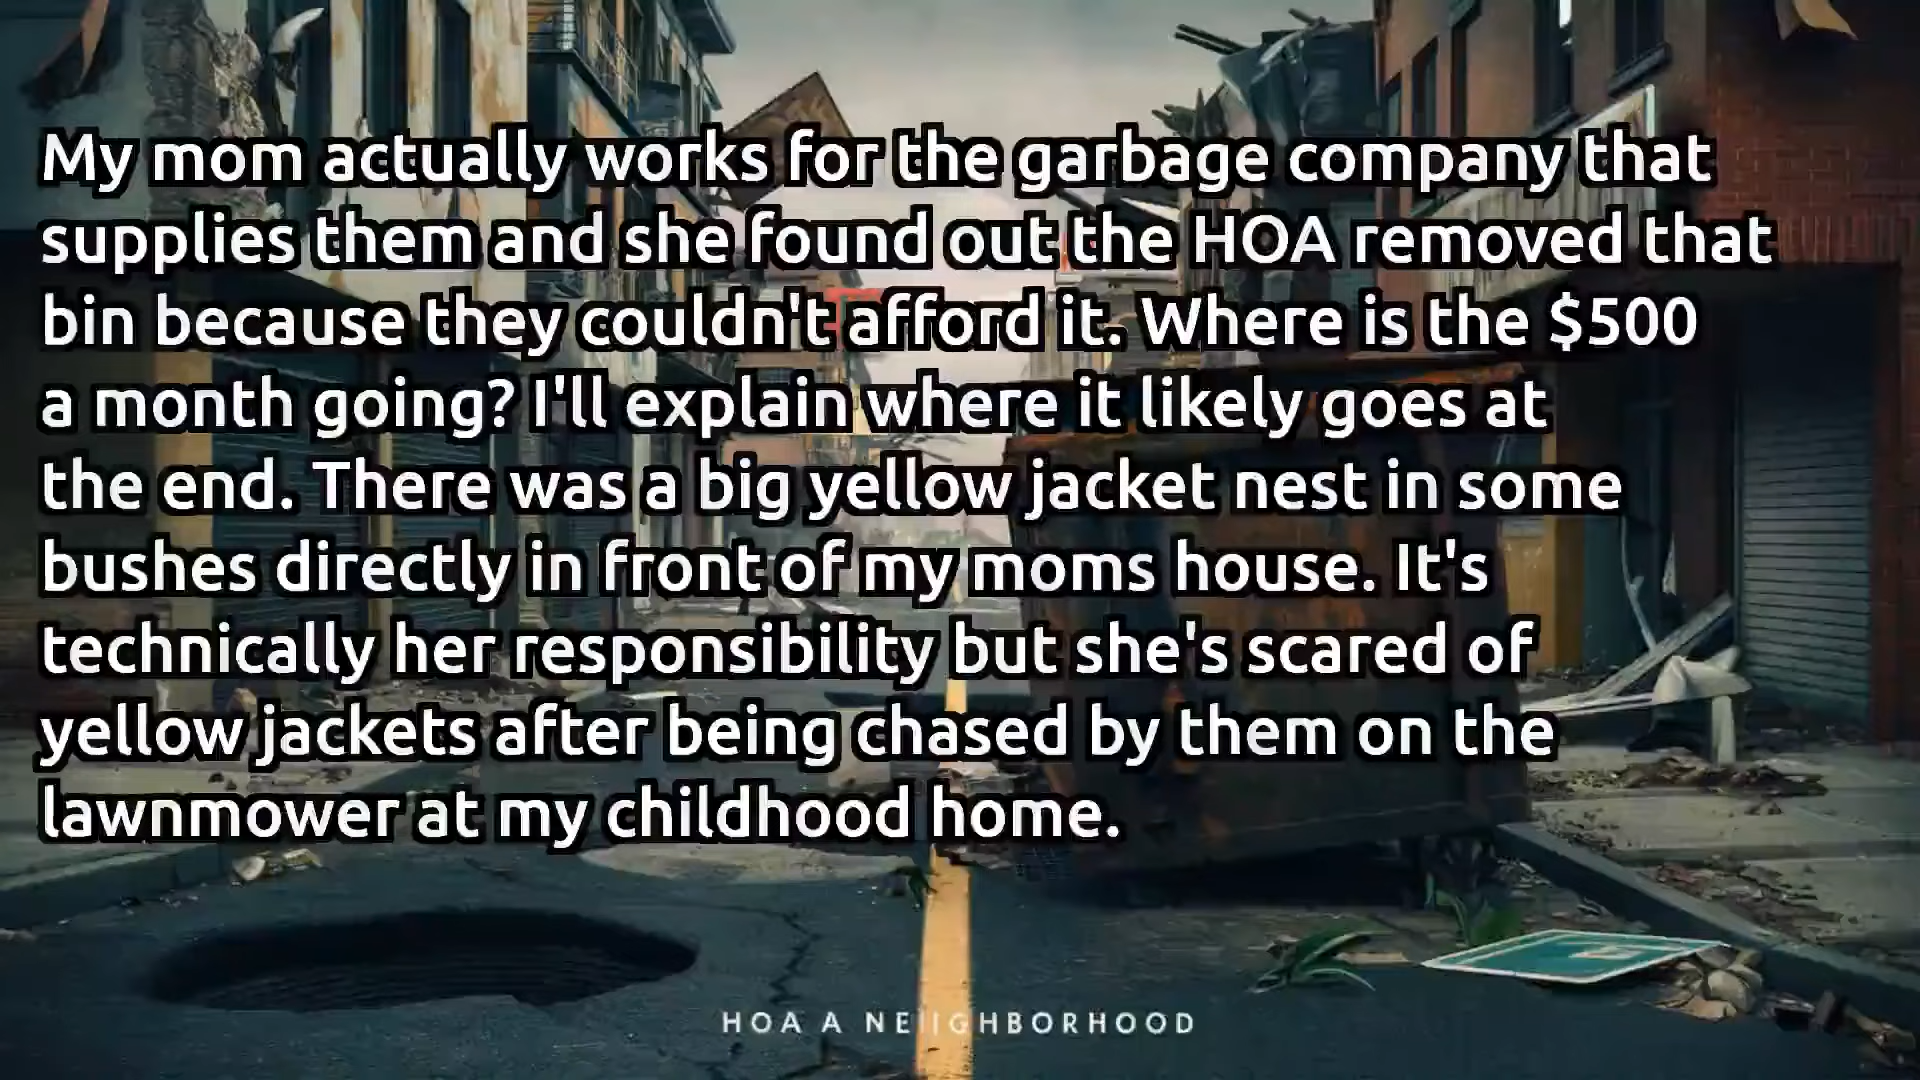 My mom actually works for the garbage company that
supplies them and she found out the HOA removed that
bin because they couldn't afford it. Where is the $500
a month going? I'll explain where it likely goes at
the end. There was a big yellow jacket nest in some
bushes directly in front of my moms house. It's
technically her responsibility but she's scared of
yellow jackets after being chased by them on the
lawnmower at my childhood home.
HOA A NEIIGHBORHOOD